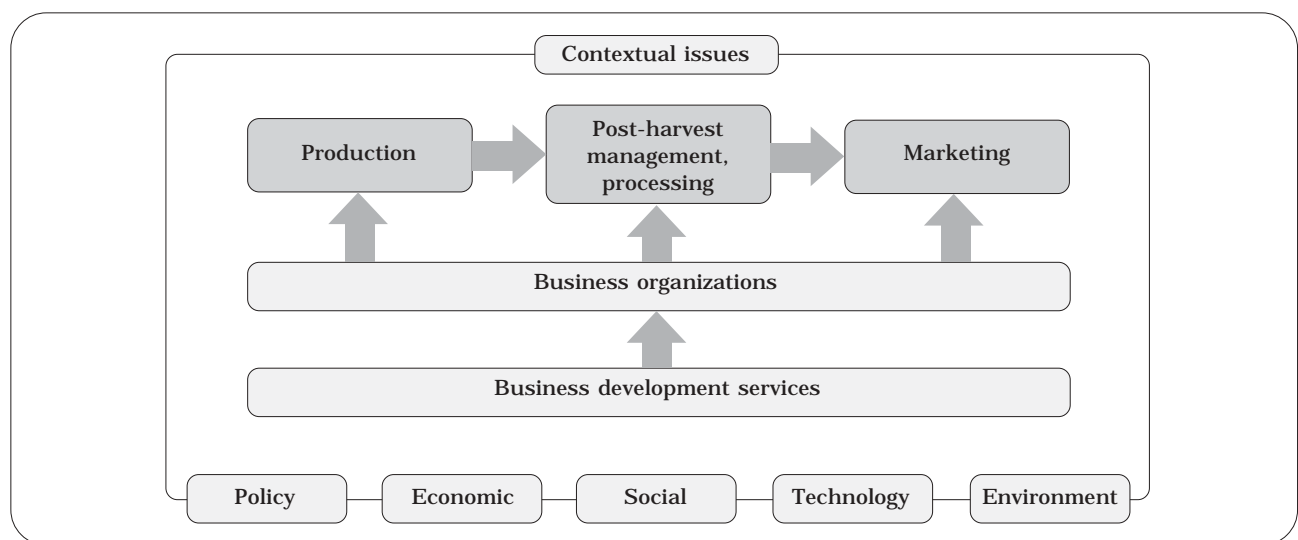 Contextual issues
Production
Post-harvest
management,
processing
Marketing
Business organizations
Business development services
Policy
Economic
Social
Technology
Environment